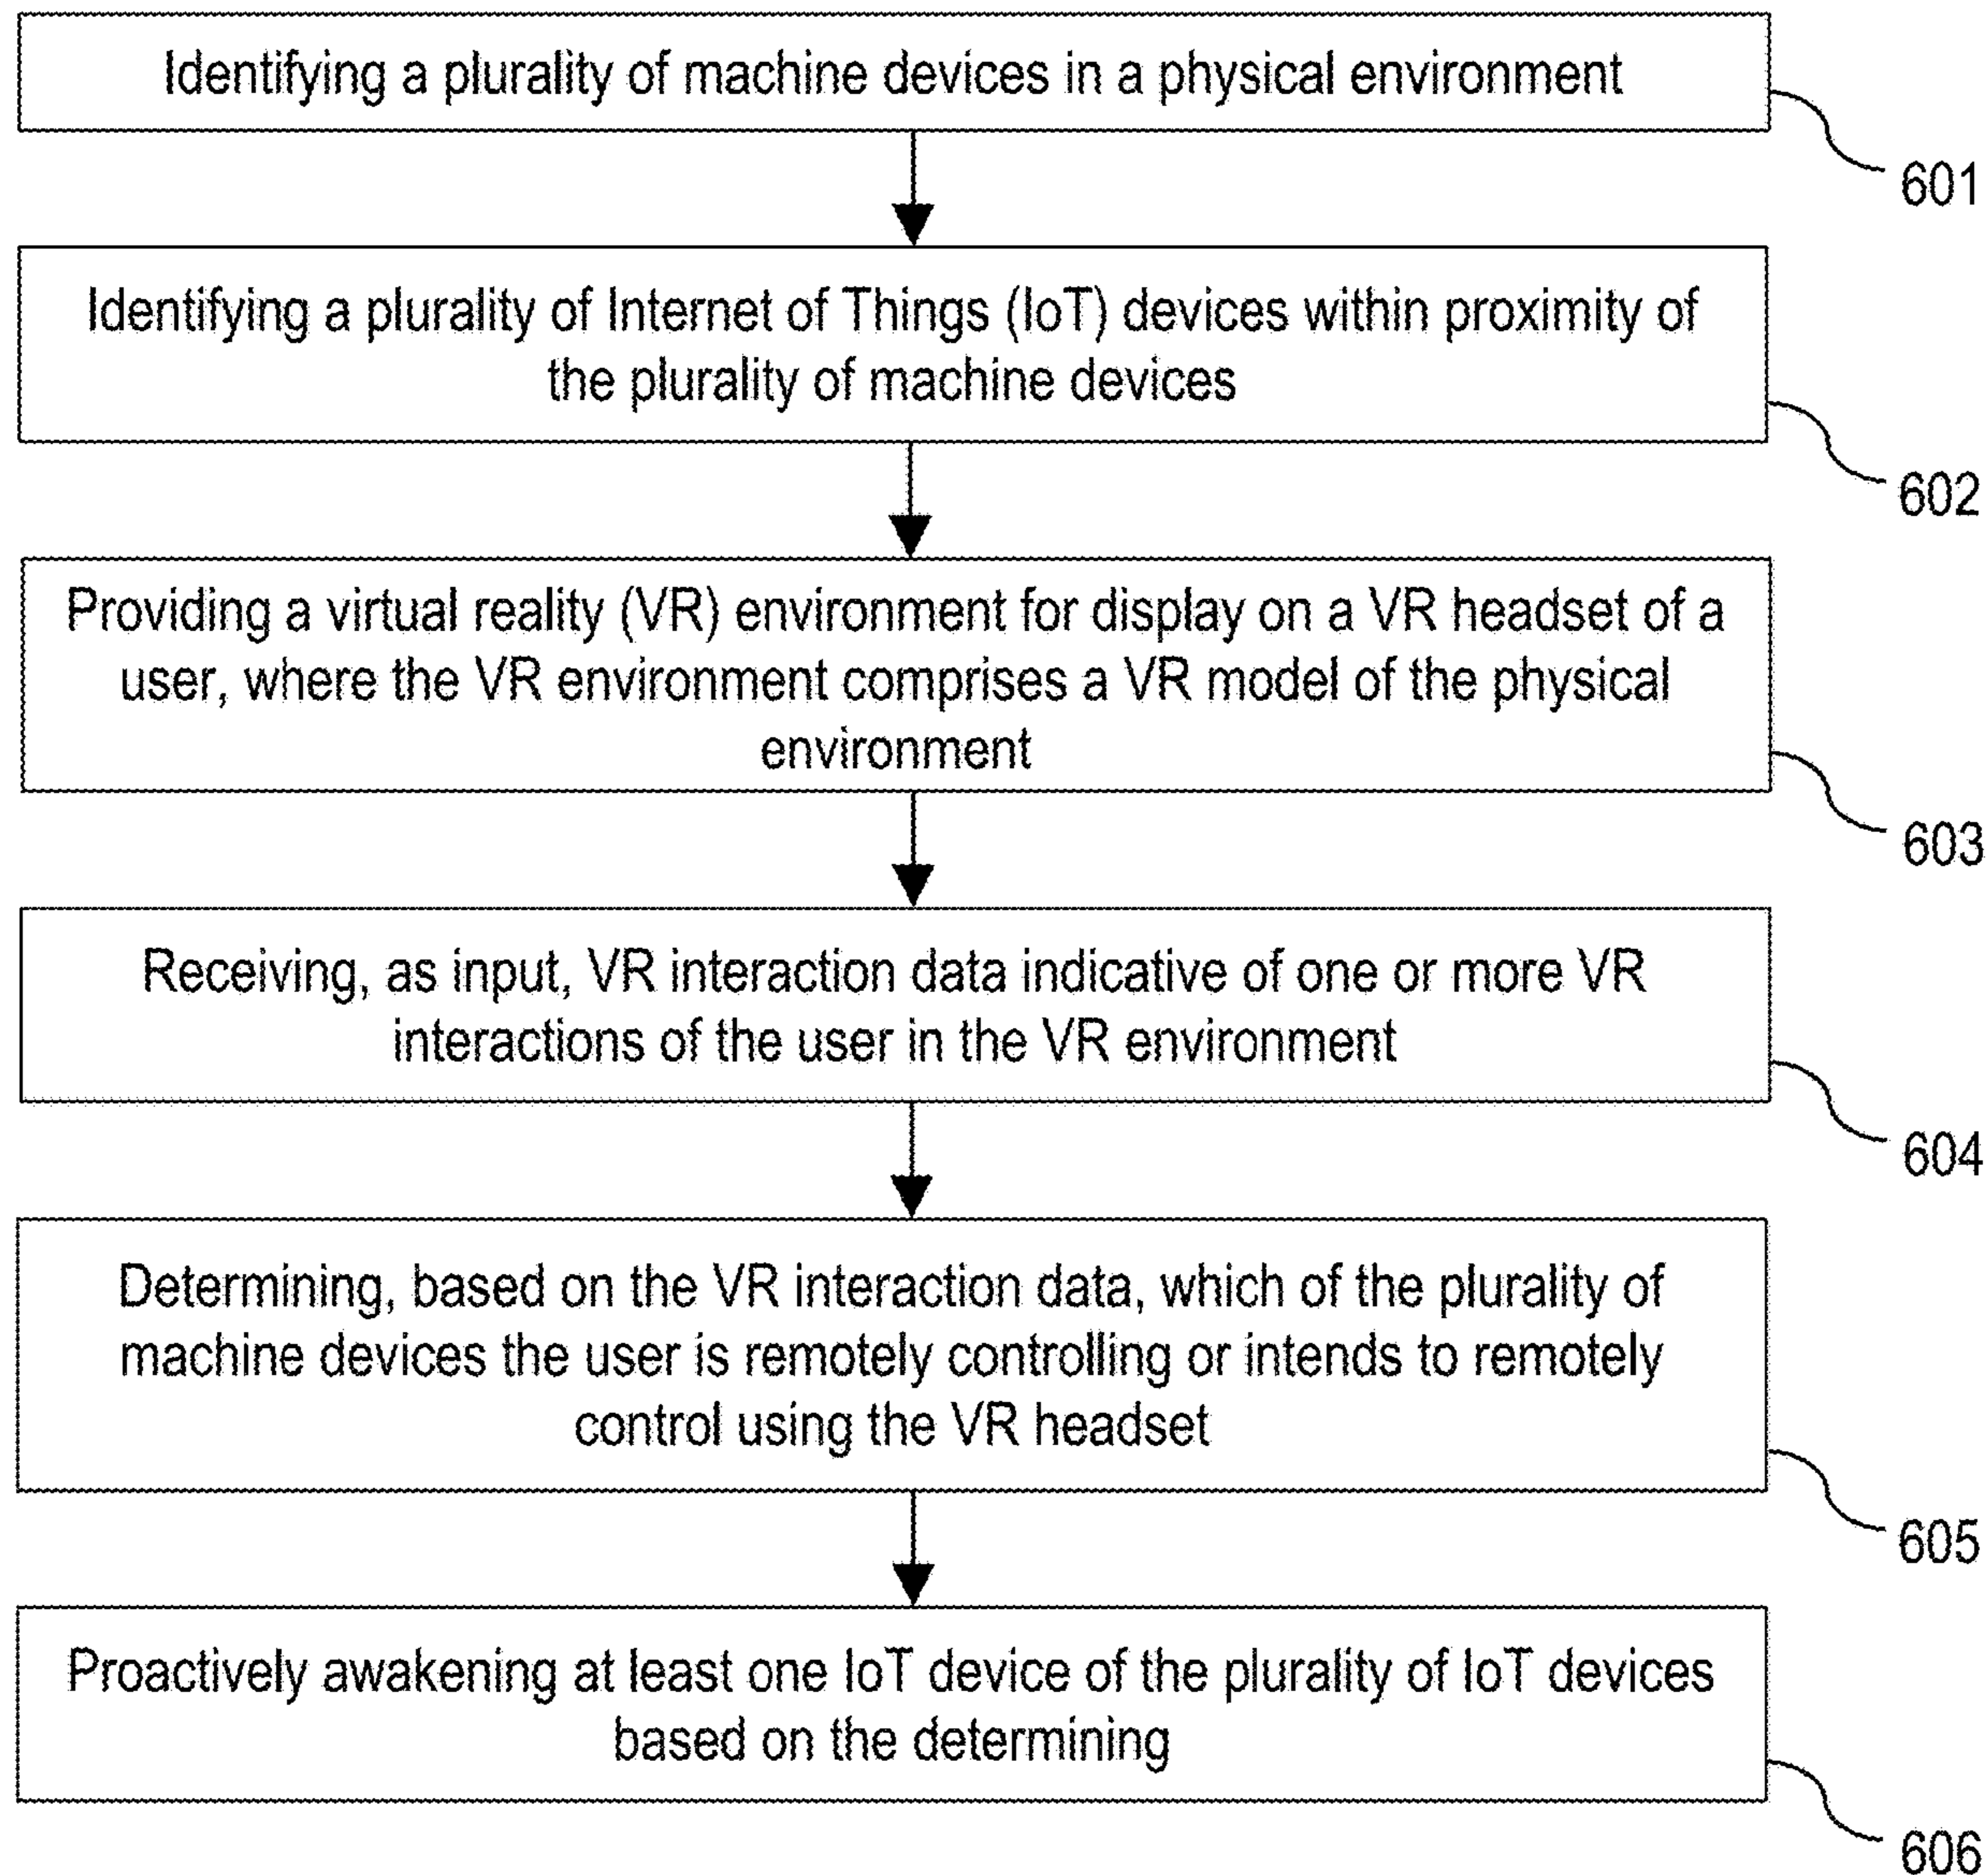 Identifying a plurality of machine devices in a physical environment
601
Identifying a plurality of Internet of Things (IoT) devices within proximity of
the plurality of machine devices
602
Providing a virtual reality (VR) environment for display on a VR headset of a
user, where the VR environment comprises a VR model of the physical
environment
603
Receiving, as input, VR interaction data indicative of one or more VR
interactions of the user in the VR environment
604
Determining, based on the VR interaction data, which of the plurality of
machine devices the user is remotely controlling or intends to remotely
control using the VR headset
605
Proactively awakening at least one IoT device of the plurality of IoT devices
based on the determining
606